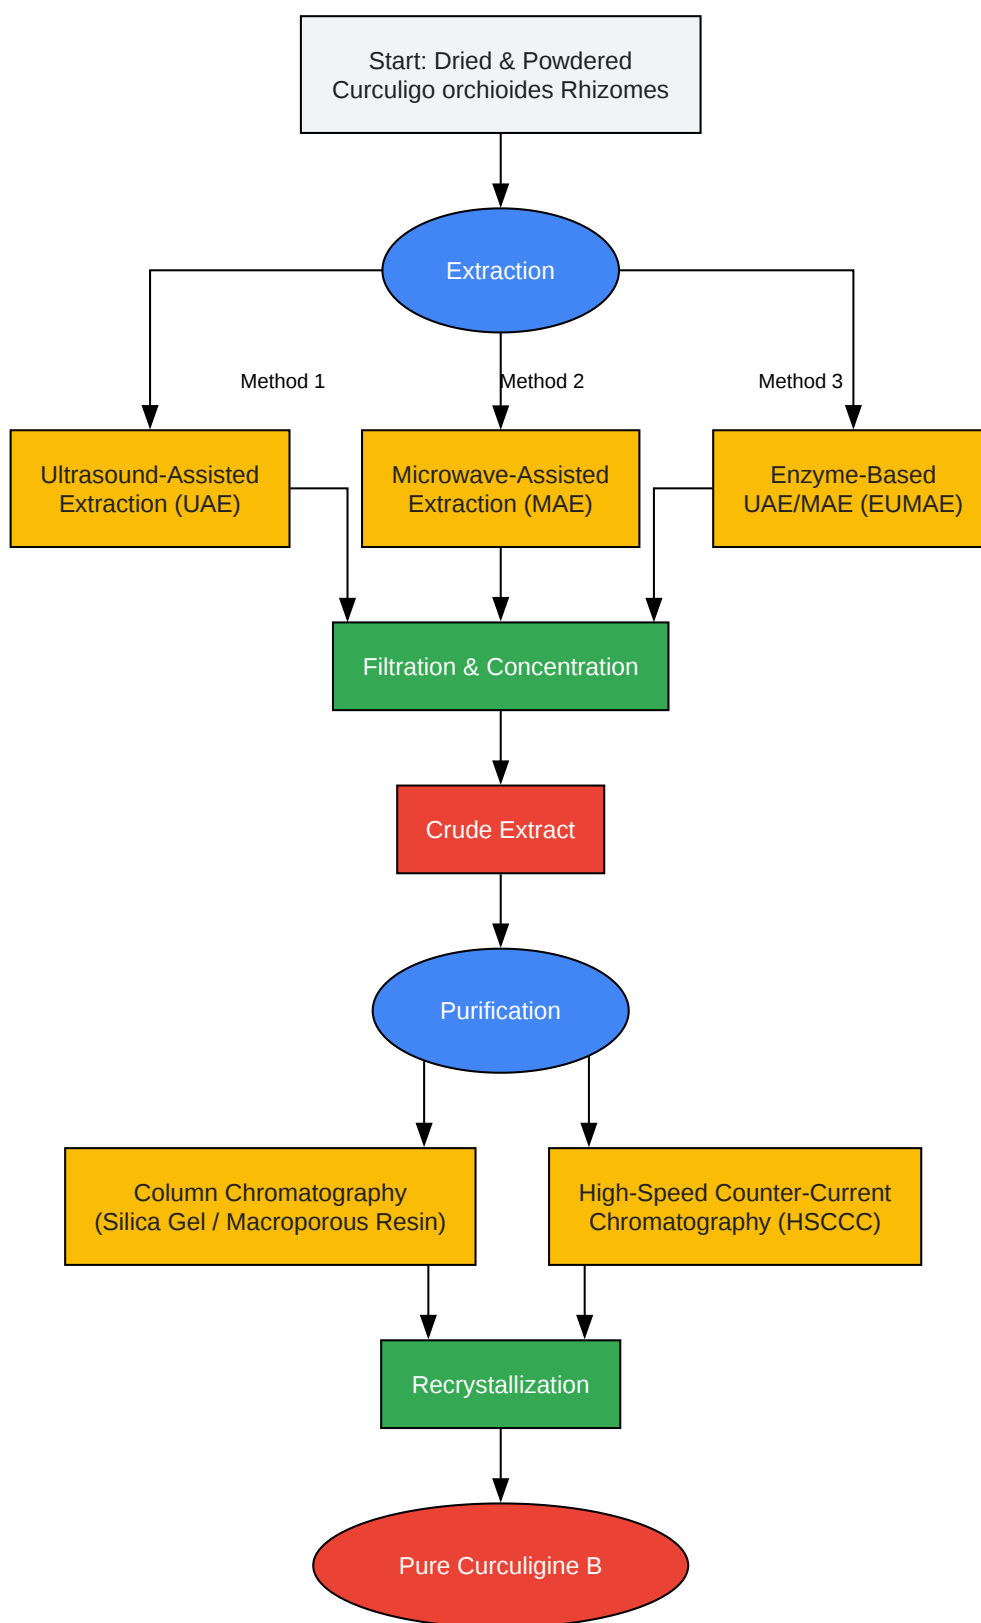 Start: Dried & Powdered
Curculigo orchioides Rhizomes
Extraction
Method 1
Method 2
Method 3
Ultrasound-Assisted
Extraction (UAE)
Microwave-Assisted
Extraction (MAE)
Enzyme-Based
UAE/MAE (EUMAE)
Filtration & Concentration
Crude Extract
Purification
Column Chromatography
(Silica Gel / Macroporous Resin)
High-Speed Counter-Current
Chromatography (HSCCC)
Recrystallization
Pure Curculigine B